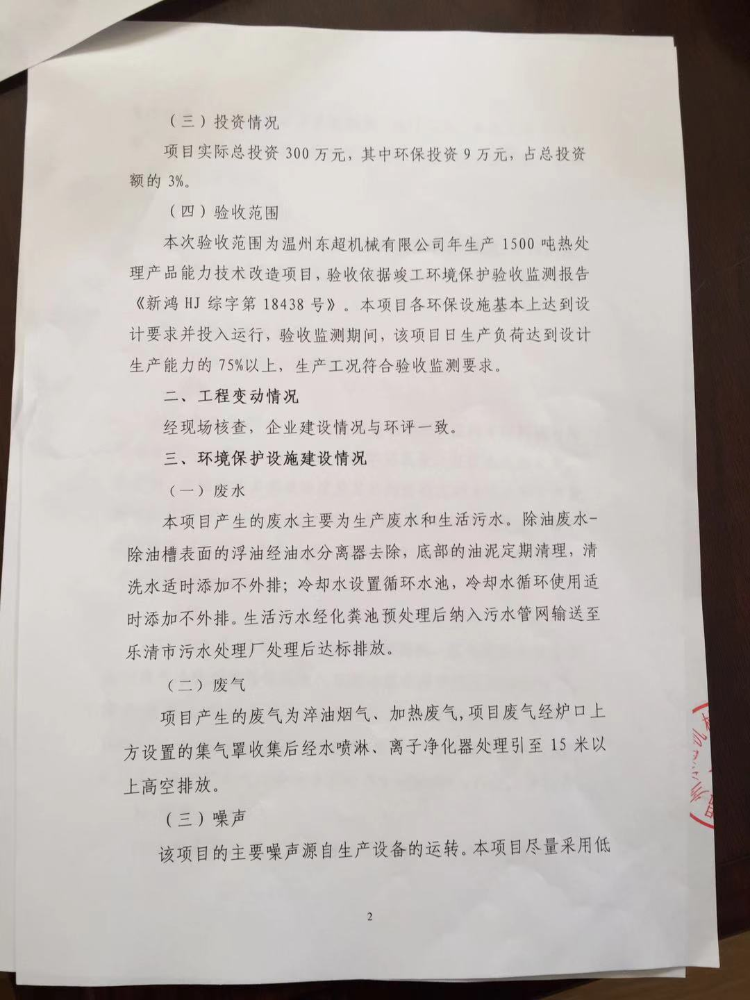 （三）投资情况
项目实际总投资 300 万元，其中环保投资 9 万元，占总投资
额的 3%。
（四）验收范围
本次验收范围为温州东超机械有限公司年生产 1500 吨热处
理产品能力技术改造项目，验收依据竣工环境保护验收监测报告
《新鸿 HJ 综字第 18438 号》。本项目各环保设施基本上达到设
计要求并投入运行，验收监测期间，该项目日生产负荷达到设计
生产能力的 75%以上，生产工况符合验收监测要求。
二、工程变动情况
经现场核查，企业建设情况与环评一致。
三、环境保护设施建设情况
（一）废水
本项目产生的废水主要为生产废水和生活污水。除油废水-
除油槽表面的浮油经油水分离器去除，底部的油泥定期清理，清
洗水适时添加不外排；冷却水设置循环水池，冷却水循环使用适
时添加不外排。生活污水经化粪池预处理后纳入污水管网输送至
乐清市污水处理厂处理后达标排放。
（二）废气
项目产生的废气为淬油烟气、加热废气,项目废气经炉口上
方设置的集气罩收集后经水喷淋、离子净化器处理引至 15 米以
上高空排放。
（三）噪声
该项目的主要噪声源自生产设备的运转。本项目尽量采用低
2